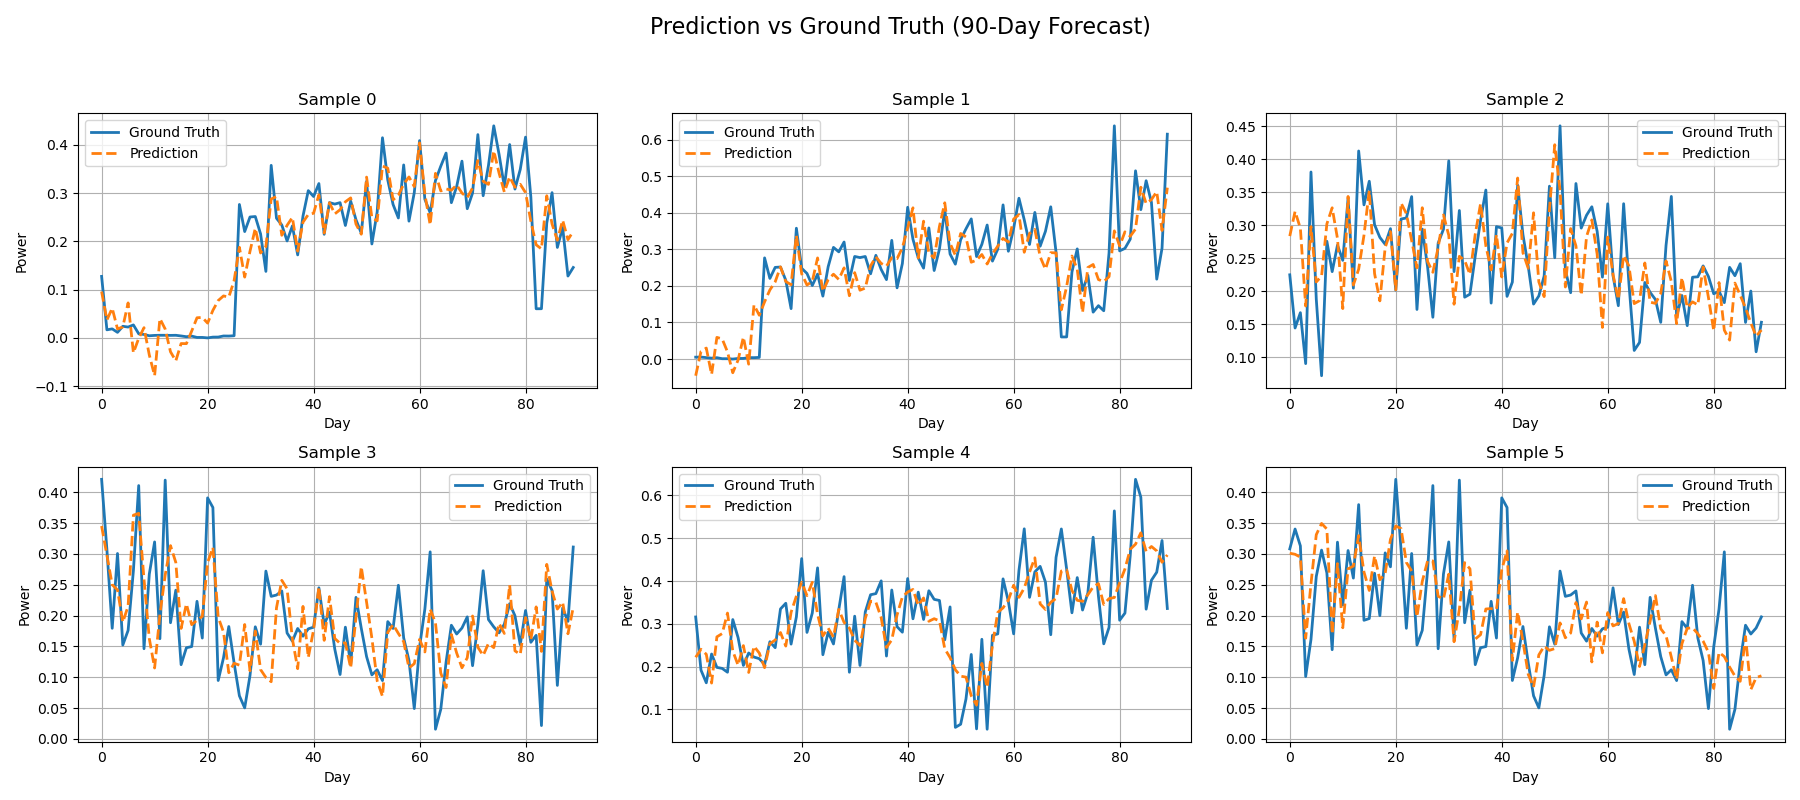 Prediction vs Ground Truth (90-Day Forecast)
Sample 0
Ground Truth
Prediction
Power
0.4
0.3
0.2
0.1
0.0
−0.1
0 20 40 60 80
Day
Sample 1
Ground Truth
Prediction
Power
0.6
0.5
0.4
0.3
0.2
0.1
0.0
0 20 40 60 80
Day
Sample 2
Ground Truth
Prediction
Power
0.45
0.40
0.35
0.30
0.25
0.20
0.15
0.10
0 20 40 60 80
Day
Sample 3
Ground Truth
Prediction
Power
0.40
0.35
0.30
0.25
0.20
0.15
0.10
0.05
0.00
0 20 40 60 80
Day
Sample 4
Ground Truth
Prediction
Power
0.6
0.5
0.4
0.3
0.2
0.1
0 20 40 60 80
Day
Sample 5
Ground Truth
Prediction
Power
0.40
0.35
0.30
0.25
0.20
0.15
0.10
0.05
0.00
0 20 40 60 80
Day